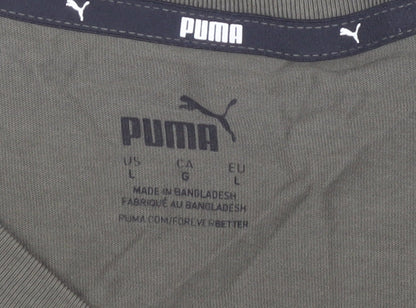 PUMA
PUMA
US CA EU
L G L
MADE IN BANGLADESH
FABRIQUÉ AU BANGLADESH
PUMA.COM/FOREVERBETTER